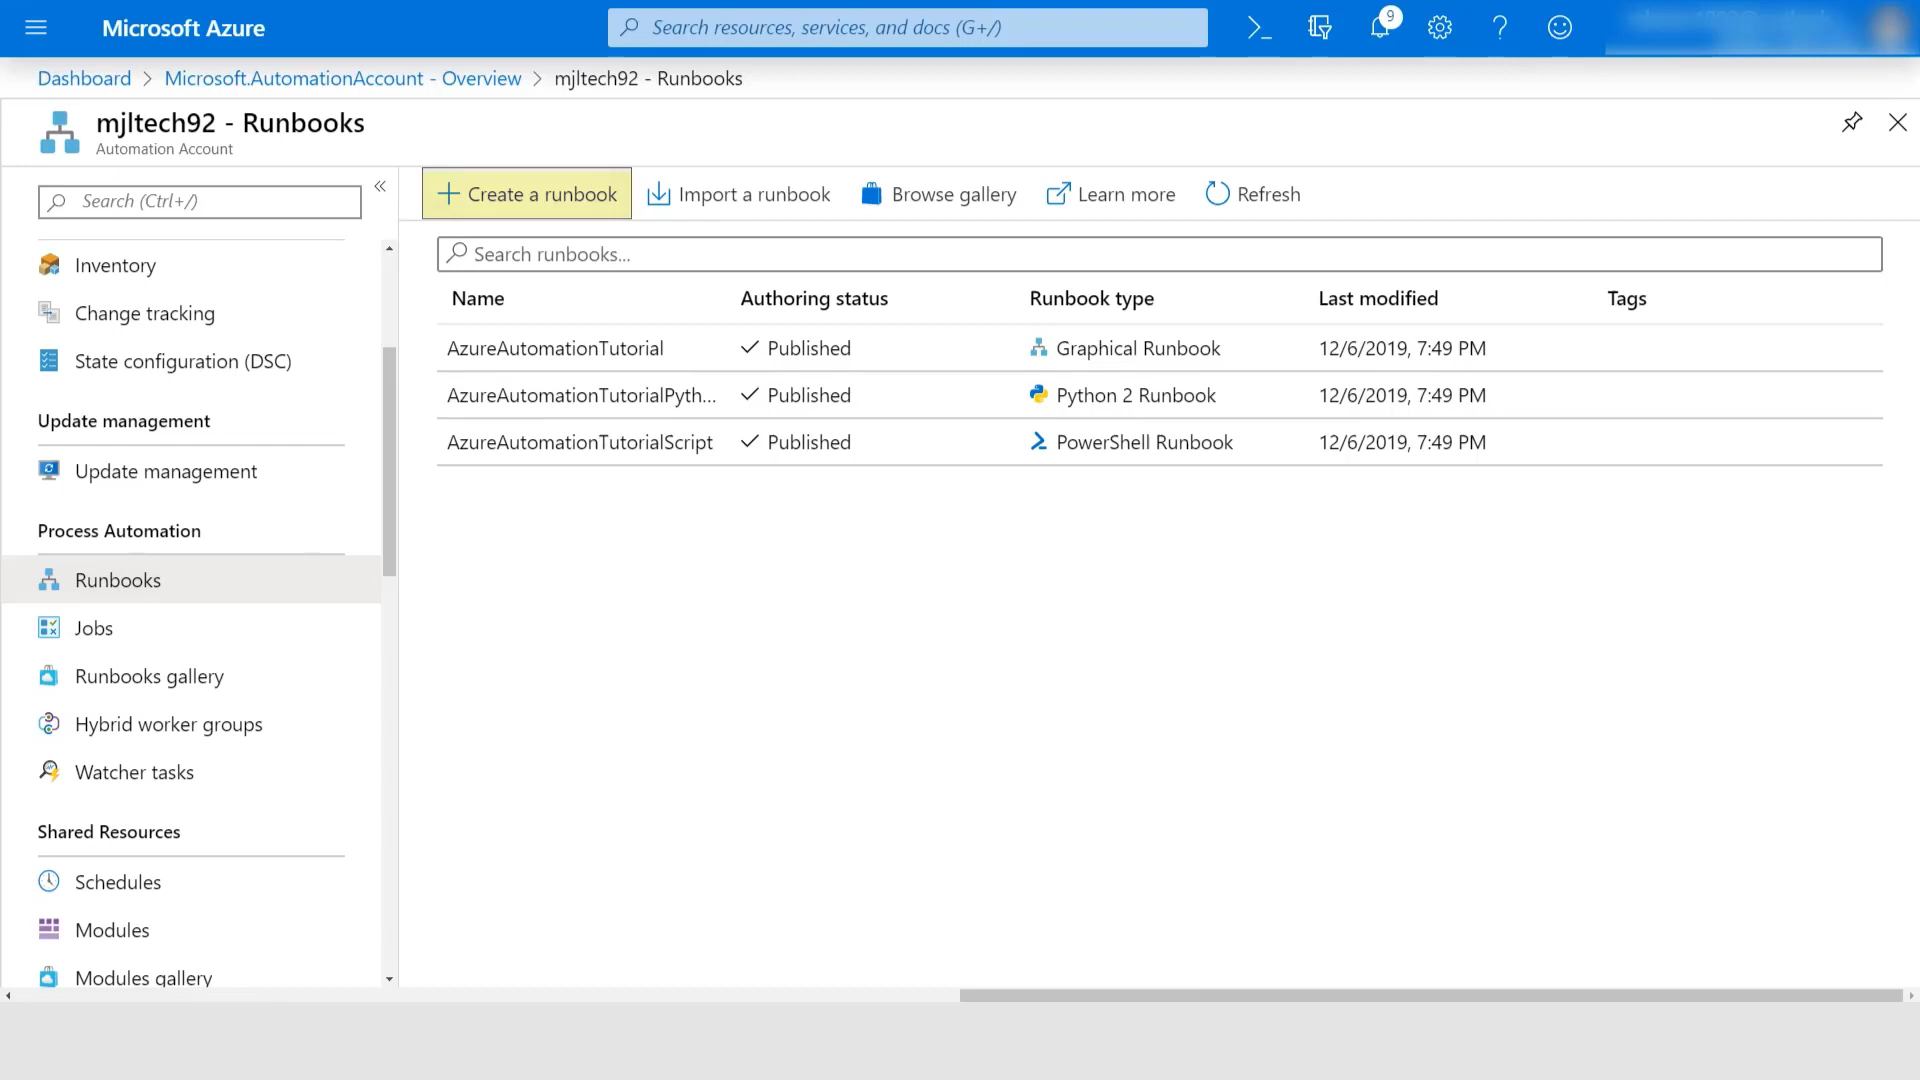 Microsoft Azure
Search resources, services, and docs (G+/)
9
Dashboard > Microsoft.AutomationAccount - Overview > mjltech92 - Runbooks
mjltech92 - Runbooks
Automation Account
Search (Ctrl+/)
Create a runbook Import a runbook Browse gallery Learn more Refresh
Search runbooks...
Name Authoring status Runbook type Last modified Tags
AzureAutomationTutorial Published Graphical Runbook 12/6/2019, 7:49 PM
AzureAutomationTutorialPyth... Published Python 2 Runbook 12/6/2019, 7:49 PM
AzureAutomationTutorialScript Published PowerShell Runbook 12/6/2019, 7:49 PM
Inventory
Change tracking
State configuration (DSC)
Update management
Update management
Process Automation
Runbooks
Jobs
Runbooks gallery
Hybrid worker groups
Watcher tasks
Shared Resources
Schedules
Modules
Modules gallery